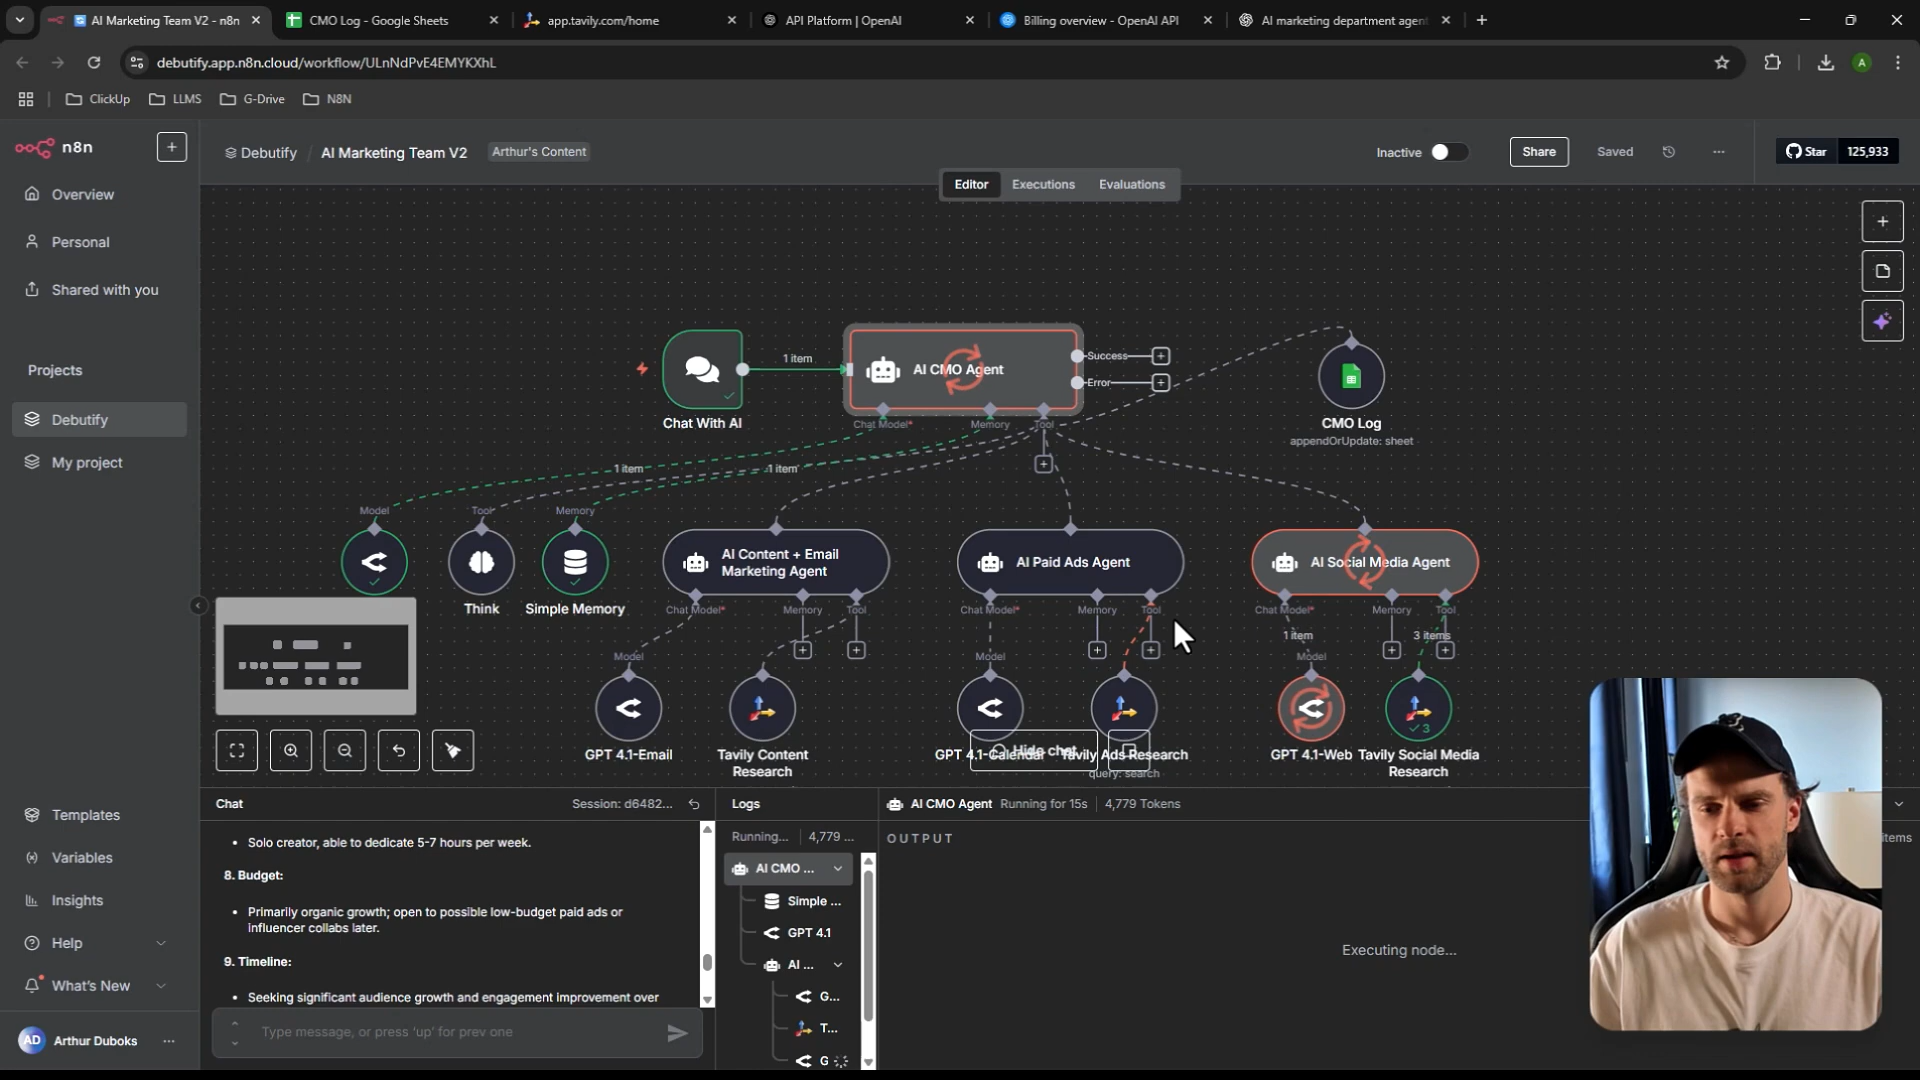 AI Marketing Team V2 - n8n
CMO Log - Google Sheets
app.tavily.com/home
API Platform | OpenAI
Billing overview - OpenAI API
AI marketing department agen
debutify.app.n8n.cloud/workflow/ULnNdPvE4EMYKXhL
A
ClickUp
LLMS
G-Drive
N8N
n8n
Debutify / AI Marketing Team V2
Arthur's Content
Inactive
Share
Saved
Star
125,933
Editor
Executions
Evaluations
Overview
Personal
Shared with you
Projects
Debutify
My project
Templates
Variables
Insights
Help
What's New
AD
Arthur Duboks
Chat With AI
1 item
AI CMO Agent
Success
Error
Chat Model*
Memory
Tool
CMO Log
appendOrUpdate: sheet
1 item
1 item
Model
Tool
Memory
Think
Simple Memory
AI Content + Email
Marketing Agent
AI Paid Ads Agent
AI Social Media Agent
Chat Model*
Memory
Tool
Chat Model*
Memory
Tool
Chat Model*
Memory
Tool
1 item
3 items
Model
Model
Model
3
GPT 4.1-Email
Tavily Content
Research
GPT 4.1-Calendar
Hide chat
Tavily Ads Research
query: search
GPT 4.1-Web
Tavily Social Media
Research
Chat
Session: d6482...
Solo creator, able to dedicate 5-7 hours per week.
8. Budget:
Primarily organic growth; open to possible low-budget paid ads or
influencer collabs later.
9. Timeline:
Seeking significant audience growth and engagement improvement over
Type message, or press 'up' for prev one
Logs
Running...
4,779 ...
AI CMO ...
Simple ...
GPT 4.1
AI ...
G...
T...
G
AI CMO Agent
Running for 15s
4,779 Tokens
OUTPUT
items
Executing node...